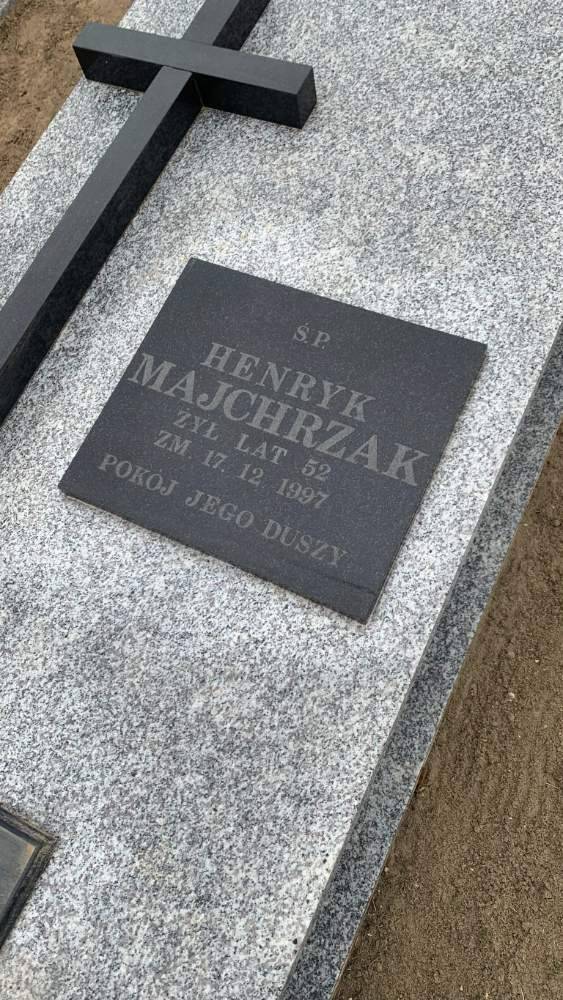 Ś.P.
HENRYK
MAJCHRZAK
ŻYŁ LAT 52
ZM. 17. 12. 1997
POKÓJ JEGO DUSZY